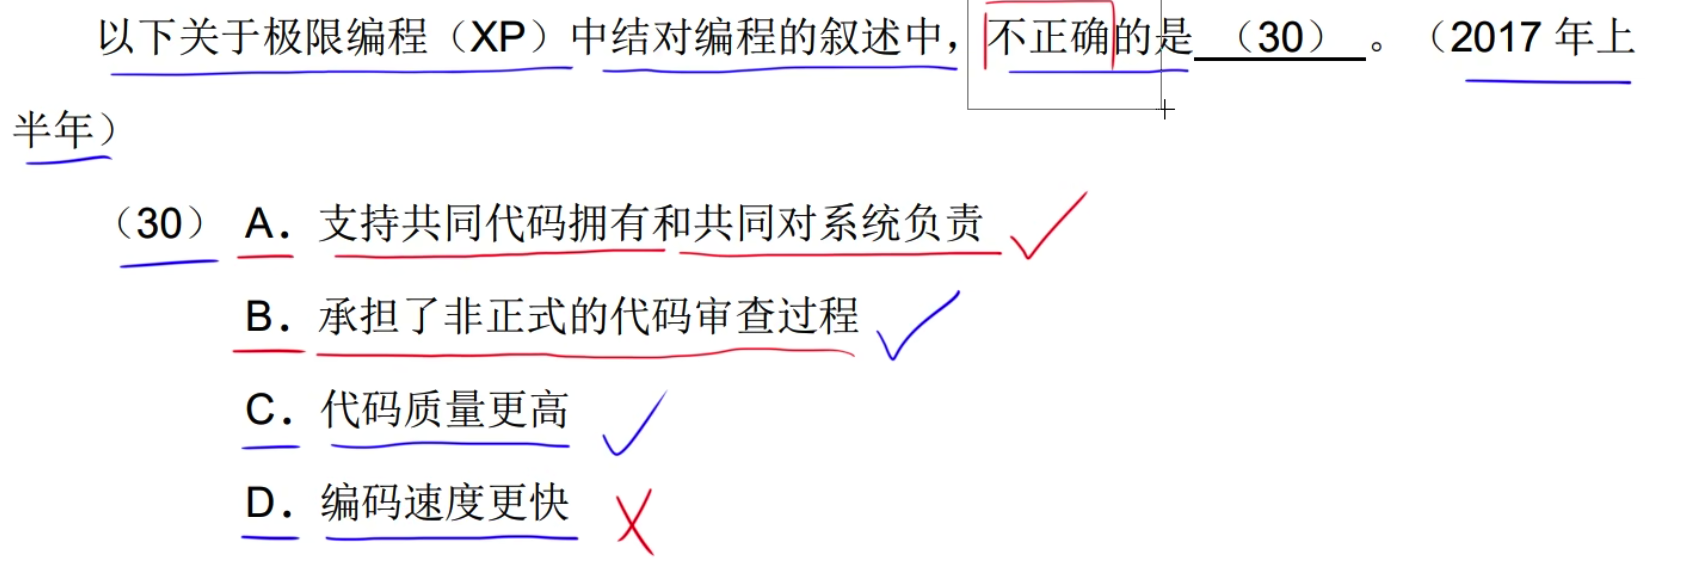 以下关于极限编程（XP）中结对编程的叙述中，不正确的是（30）。（2017 年上
半年）
（30） A．支持共同代码拥有和共同对系统负责
B．承担了非正式的代码审查过程
C．代码质量更高
D．编码速度更快